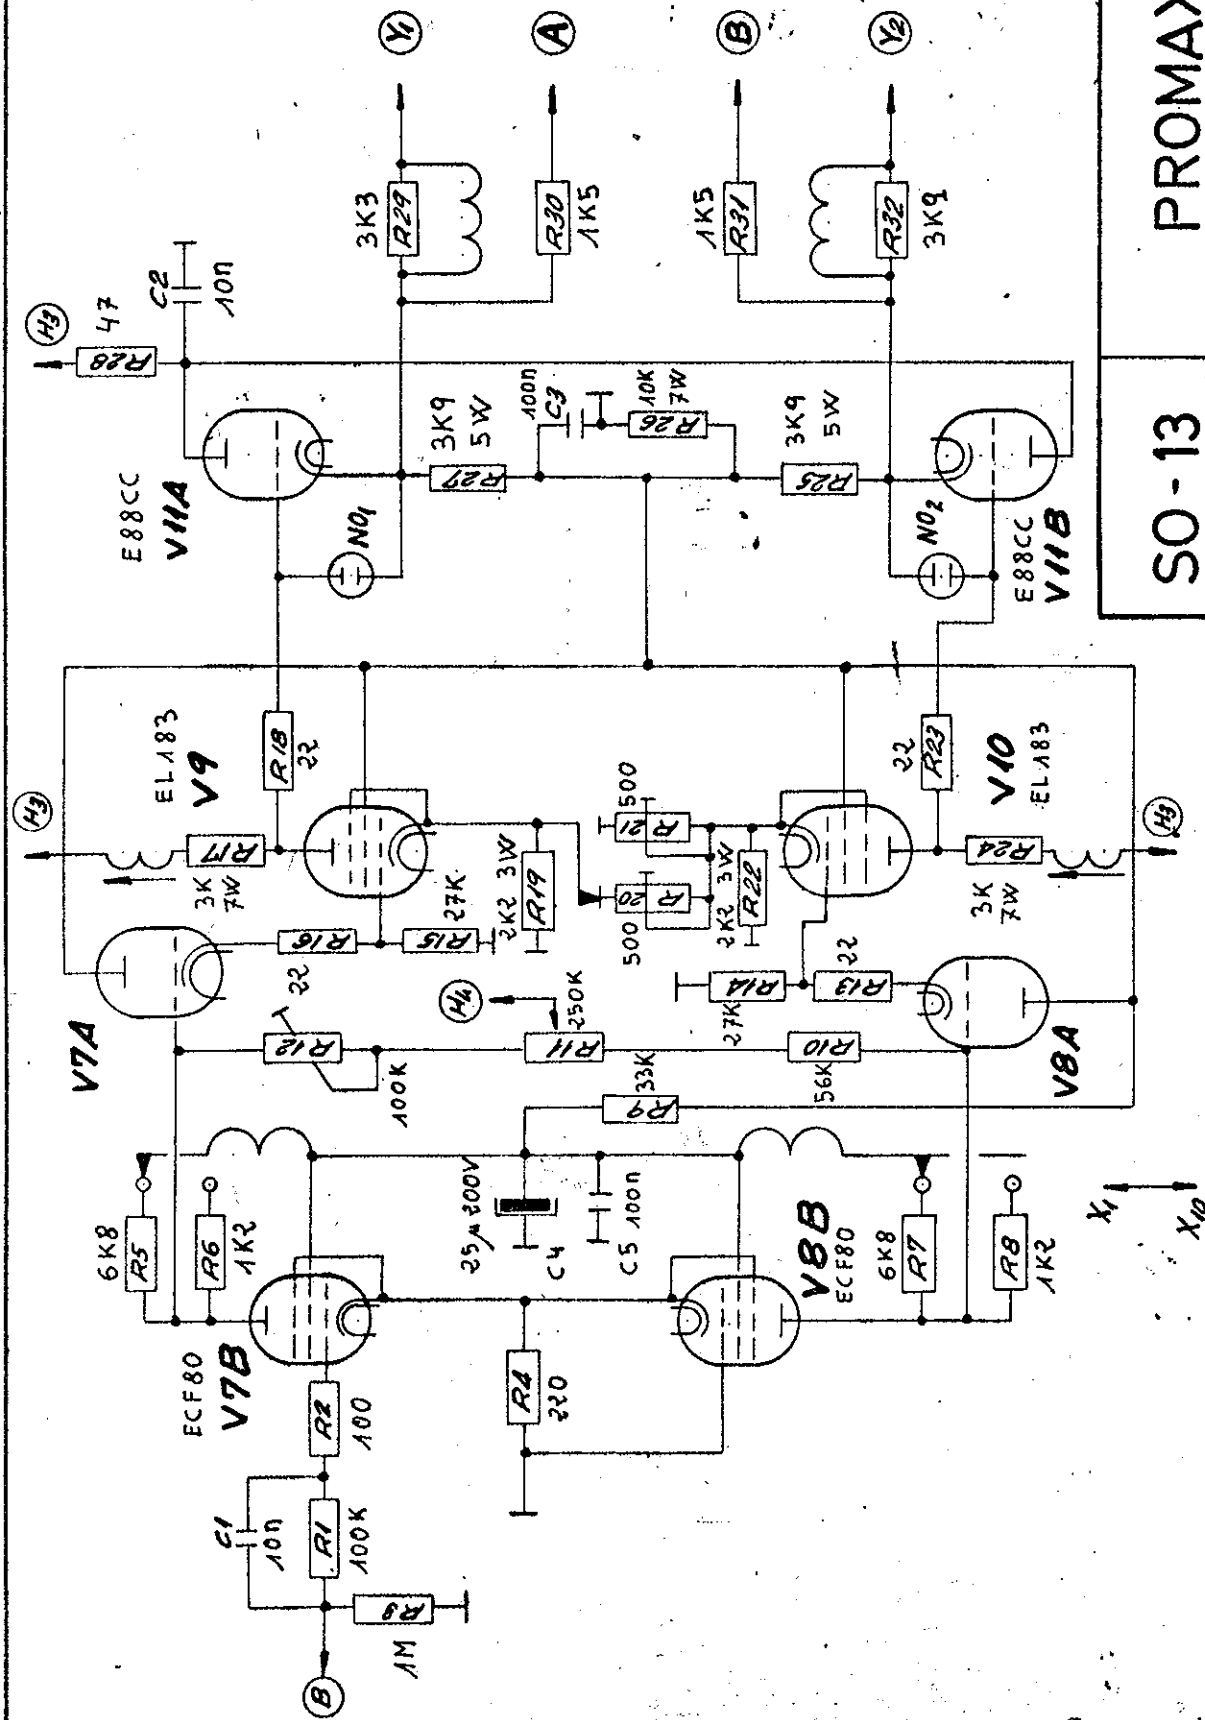 Y1
A
B
Y2
PROMAX
SO-13
H3
47
R28
C2
10n
3K3
R29
R30
1K5
1K5
R31
R32
3K9
E88CC
V11A
NO1
3K9
5W
R27
100n
C3
10K
7W
R26
3K9
5W
R25
NO2
E88CC
V11B
H3
EL183
V9
R18
22
R17
3K
7W
22
R23
V10
EL183
R24
3K
7W
H3
500
R21
R20
500
2K2 3W
R19
2K2 3W
R22
V7A
R16
22
R15
27K
R14
27K
R13
22
V8A
H4
R12
100K
R11
250K
R10
56K
R9
33K
6K8
R5
R6
1K2
25µ 200V
C4
C5 100n
ECF80
V7B
V8B
ECF80
6K8
R7
R8
1K2
X1
X10
R2
100
R4
220
C1
10n
R1
100K
1M
B